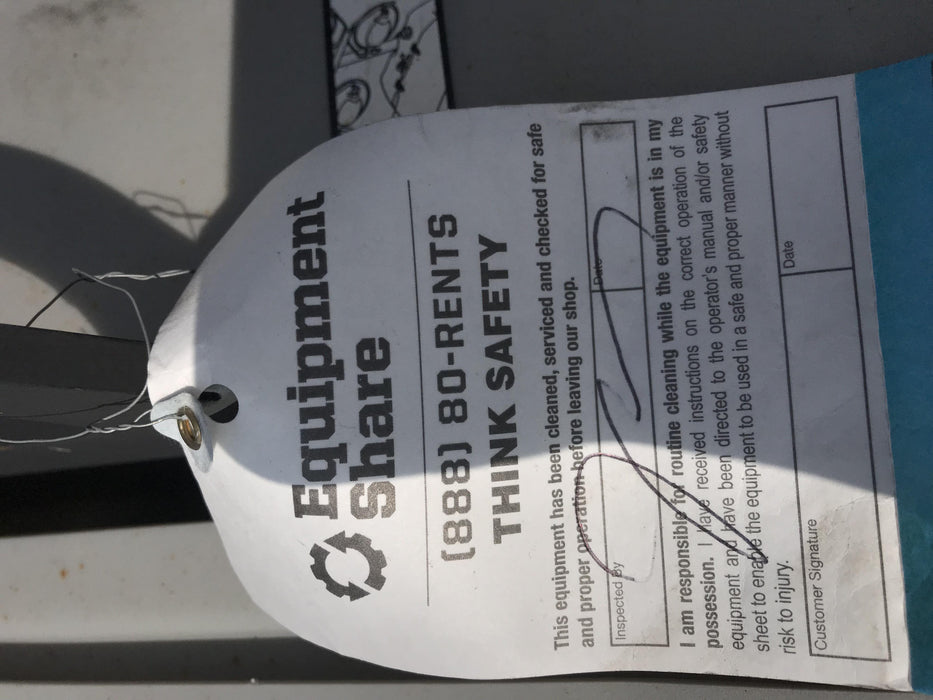 Equipment
Share
(888) 80-RENTS
THINK SAFETY
This equipment has been cleaned, serviced and checked for safe
and proper operation before leaving our shop.
Inspected By
Date
I am responsible for routine cleaning while the equipment is in my
possession. I have received instructions on the correct operation of the
equipment and have been directed to the operator's manual and/or safety
sheet to enable the equipment to be used in a safe and proper manner without
risk to injury.
Customer Signature
Date